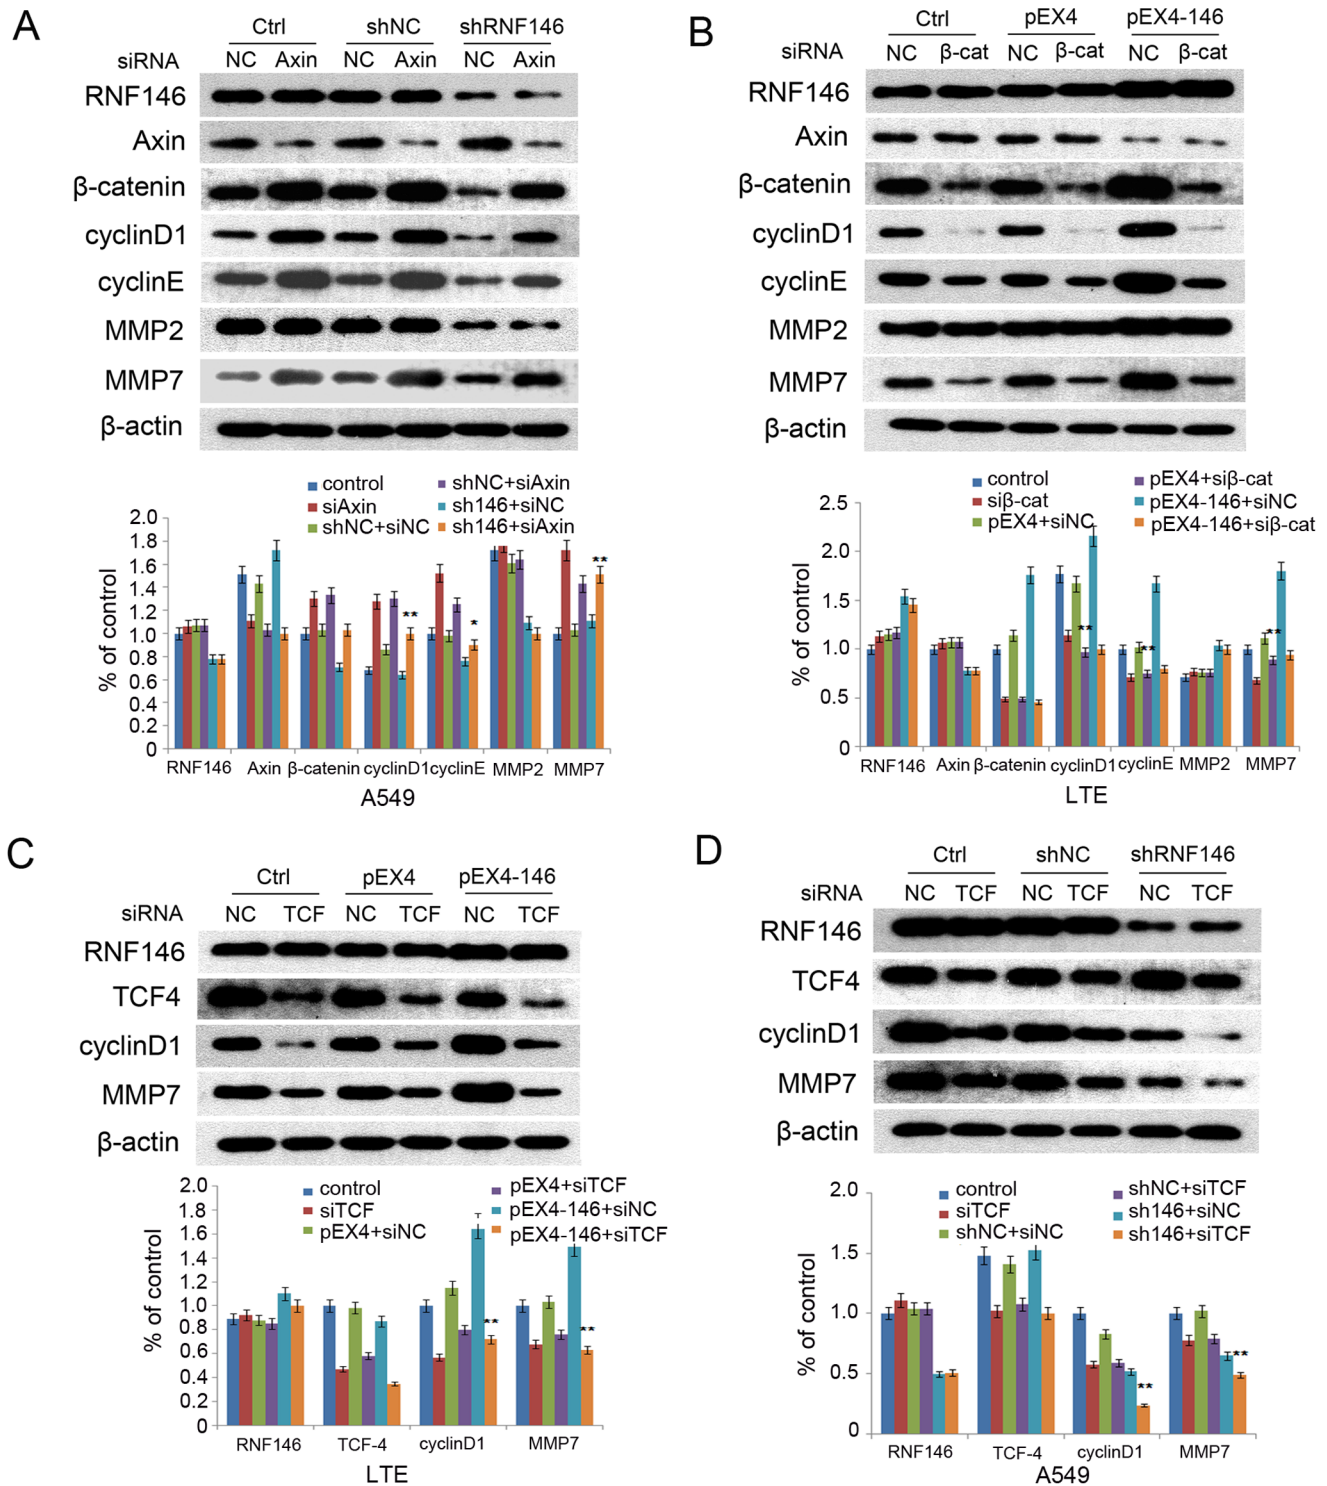 A
Ctrl shNC shRNF146
siRNA NC Axin NC Axin NC Axin
RNF146
Axin
β-catenin
cyclinD1
cyclinE
MMP2
MMP7
β-actin
control shNC+siAxin
siAxin sh146+siNC
shNC+siNC sh146+siAxin
% of control
2.0
1.8
1.6
1.4
1.2
1.0
0.8
0.6
0.4
0.2
0
** * **
RNF146 Axin β-catenin cyclinD1 cyclinE MMP2 MMP7
A549
B
Ctrl pEX4 pEX4-146
siRNA NC β-cat NC β-cat NC β-cat
RNF146
Axin
β-catenin
cyclinD1
cyclinE
MMP2
MMP7
β-actin
control pEX4+siβ-cat
siβ-cat pEX4-146+siNC
pEX4+siNC pEX4-146+siβ-cat
% of control
2.5
2.0
1.5
1.0
0.5
0
** ** **
RNF146 Axin β-catenin cyclinD1 cyclinE MMP2 MMP7
LTE
C
Ctrl pEX4 pEX4-146
siRNA NC TCF NC TCF NC TCF
RNF146
TCF4
cyclinD1
MMP7
β-actin
control pEX4+siTCF
siTCF pEX4-146+siNC
pEX4+siNC pEX4-146+siTCF
% of control
2.0
1.8
1.6
1.4
1.2
1.0
0.8
0.6
0.4
0.2
0
** **
RNF146 TCF-4 cyclinD1 MMP7
LTE
D
Ctrl shNC shRNF146
siRNA NC TCF NC TCF NC TCF
RNF146
TCF4
cyclinD1
MMP7
β-actin
control shNC+siTCF
siTCF sh146+siNC
shNC+siNC sh146+siTCF
% of control
2.0
1.5
1.0
0.5
0
** **
RNF146 TCF-4 cyclinD1 MMP7
A549